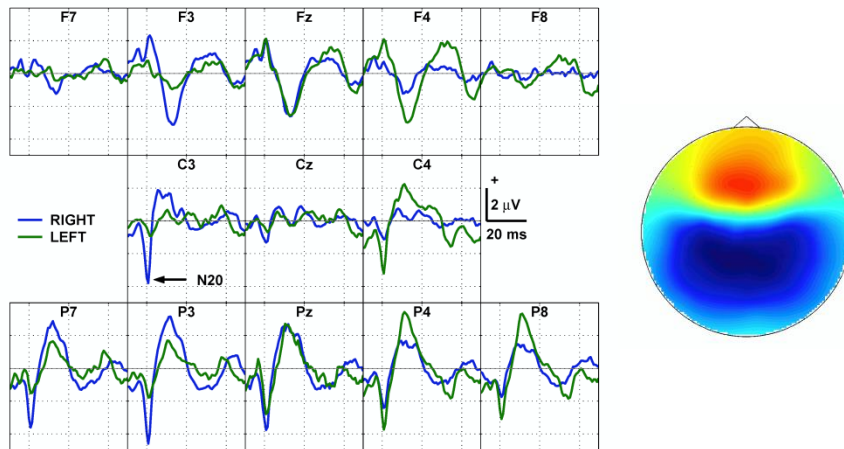 F7 F3 Fz F4 F8
C3 Cz C4
+
2 μV
20 ms
RIGHT
LEFT
N20
P7 P3 Pz P4 P8